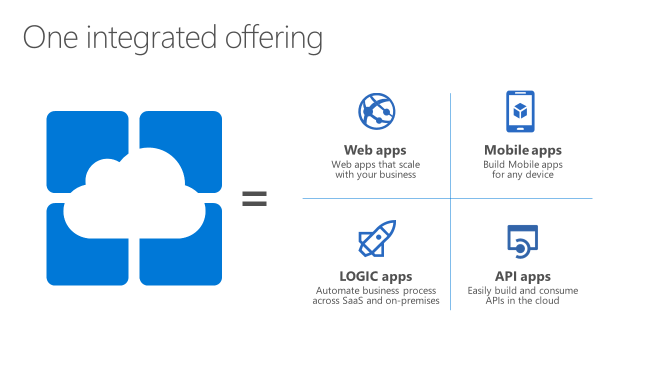 One integrated offering
=
Web apps
Web apps that scale
with your business
Mobile apps
Build Mobile apps
for any device
LOGIC apps
Automate business process
across SaaS and on-premises
API apps
Easily build and consume
APIs in the cloud